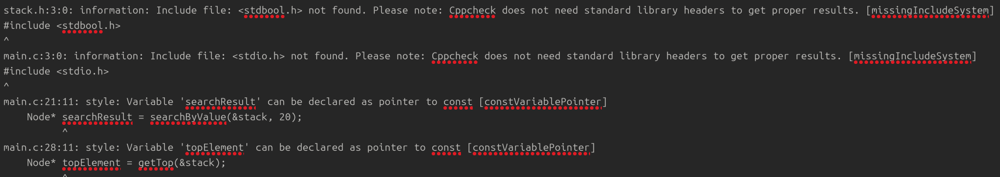 stack.h:3:0: information: Include file: <stdbool.h> not found. Please note: Cppcheck does not need standard library headers to get proper results. [missingIncludeSystem]
#include <stdbool.h>
^
main.c:3:0: information: Include file: <stdio.h> not found. Please note: Cppcheck does not need standard library headers to get proper results. [missingIncludeSystem]
#include <stdio.h>
^
main.c:21:11: style: Variable 'searchResult' can be declared as pointer to const [constVariablePointer]
    Node* searchResult = searchByValue(&stack, 20);
          ^
main.c:28:11: style: Variable 'topElement' can be declared as pointer to const [constVariablePointer]
    Node* topElement = getTop(&stack);
          ^